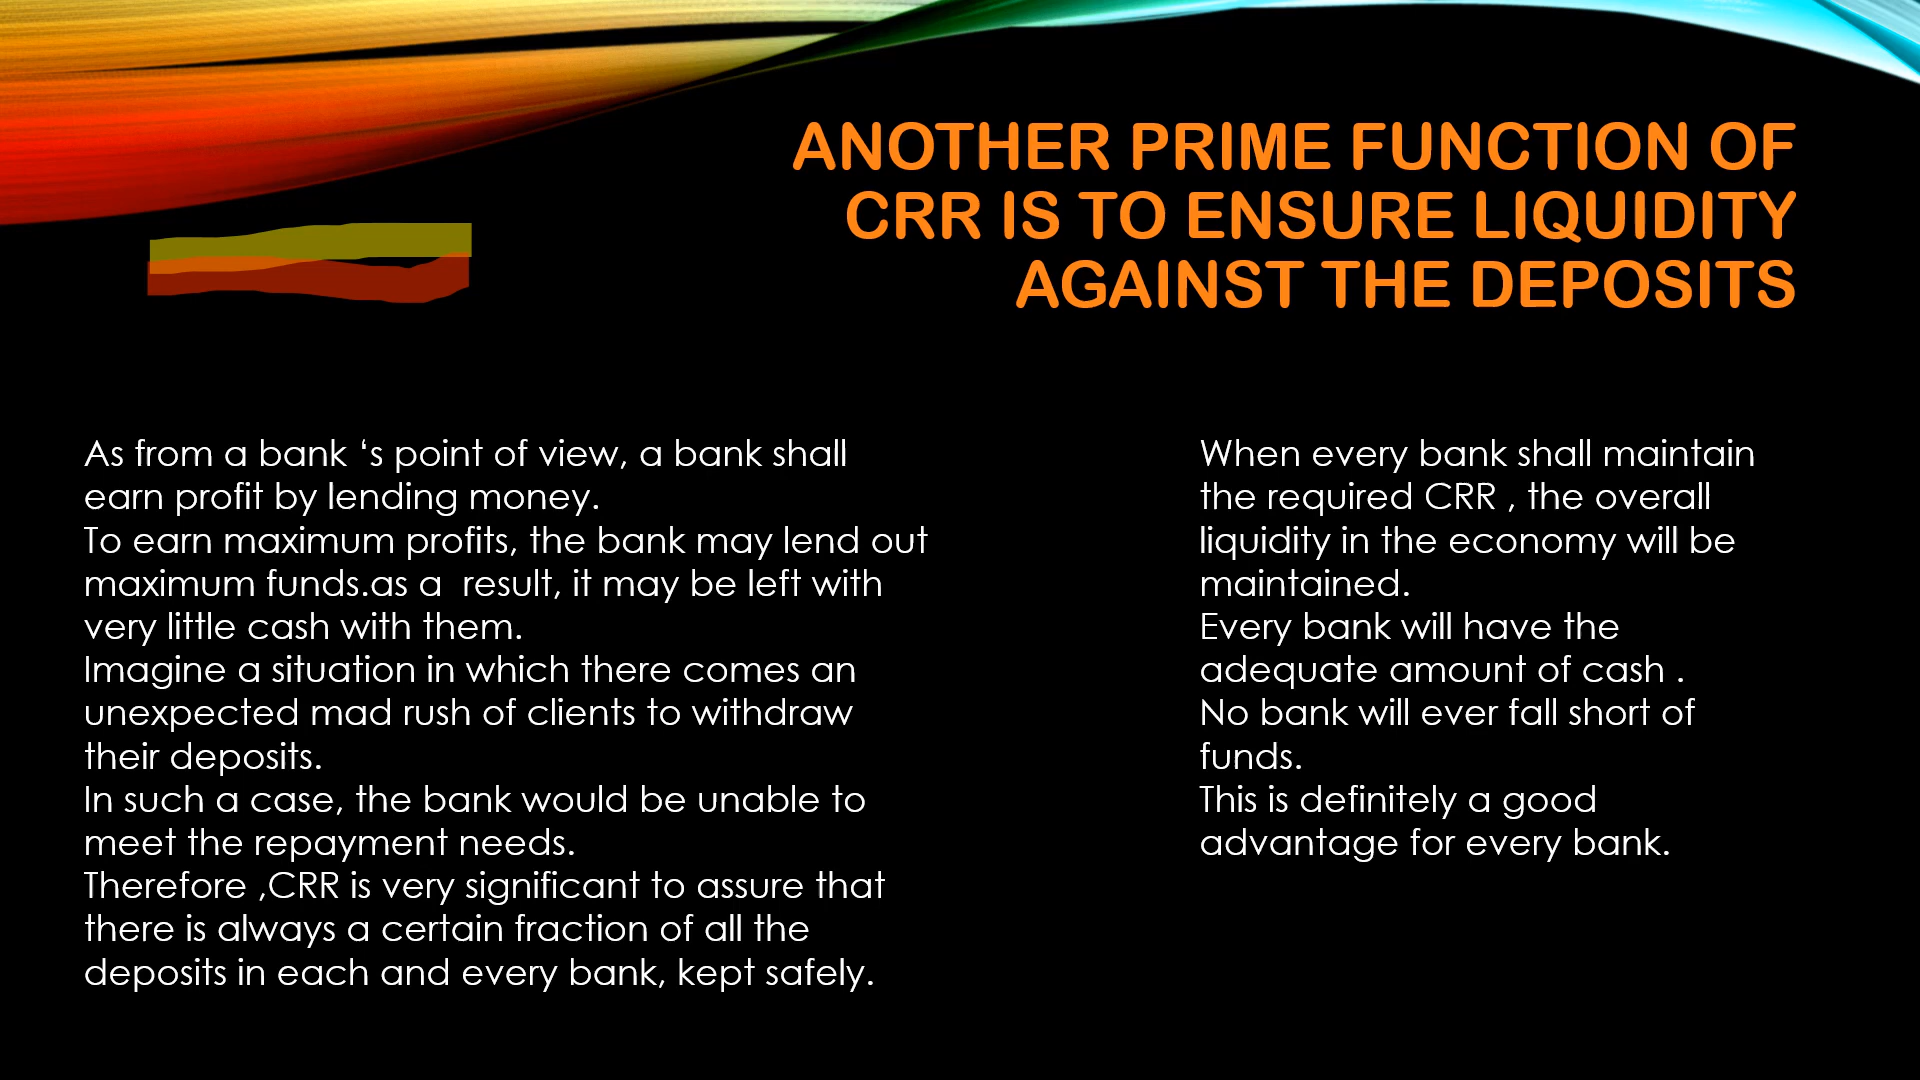 ANOTHER PRIME FUNCTION OF
CRR IS TO ENSURE LIQUIDITY
AGAINST THE DEPOSITS
As from a bank ‘s point of view, a bank shall
earn profit by lending money.
To earn maximum profits, the bank may lend out
maximum funds.as a  result, it may be left with
very little cash with them.
Imagine a situation in which there comes an
unexpected mad rush of clients to withdraw
their deposits.
In such a case, the bank would be unable to
meet the repayment needs.
Therefore ,CRR is very significant to assure that
there is always a certain fraction of all the
deposits in each and every bank, kept safely.
When every bank shall maintain
the required CRR , the overall
liquidity in the economy will be
maintained.
Every bank will have the
adequate amount of cash .
No bank will ever fall short of
funds.
This is definitely a good
advantage for every bank.